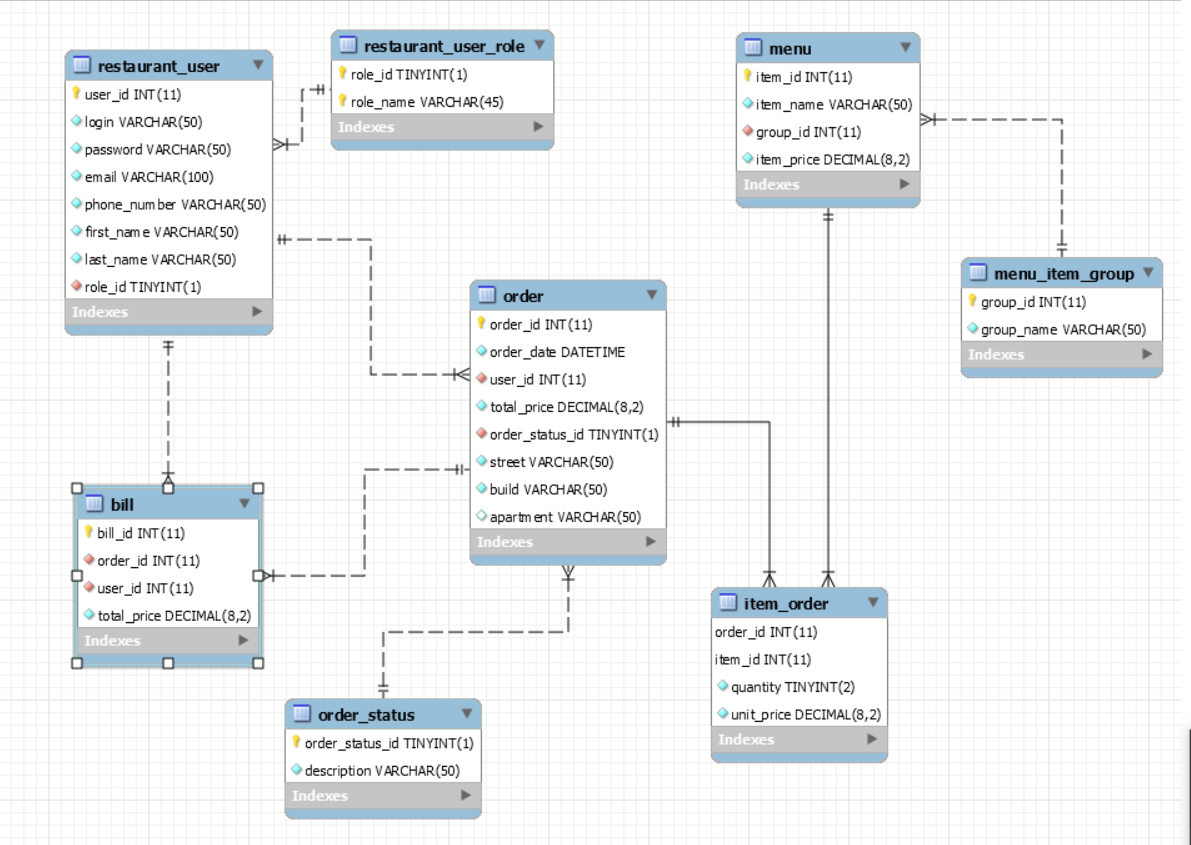 restaurant_user
user_id INT(11)
login VARCHAR(50)
password VARCHAR(50)
email VARCHAR(100)
phone_number VARCHAR(50)
first_name VARCHAR(50)
last_name VARCHAR(50)
role_id TINYINT(1)
Indexes
restaurant_user_role
role_id TINYINT(1)
role_name VARCHAR(45)
Indexes
menu
item_id INT(11)
item_name VARCHAR(50)
group_id INT(11)
item_price DECIMAL(8,2)
Indexes
menu_item_group
group_id INT(11)
group_name VARCHAR(50)
Indexes
order
order_id INT(11)
order_date DATETIME
user_id INT(11)
total_price DECIMAL(8,2)
order_status_id TINYINT(1)
street VARCHAR(50)
build VARCHAR(50)
apartment VARCHAR(50)
Indexes
bill
bill_id INT(11)
order_id INT(11)
user_id INT(11)
total_price DECIMAL(8,2)
Indexes
item_order
order_id INT(11)
item_id INT(11)
quantity TINYINT(2)
unit_price DECIMAL(8,2)
Indexes
order_status
order_status_id TINYINT(1)
description VARCHAR(50)
Indexes